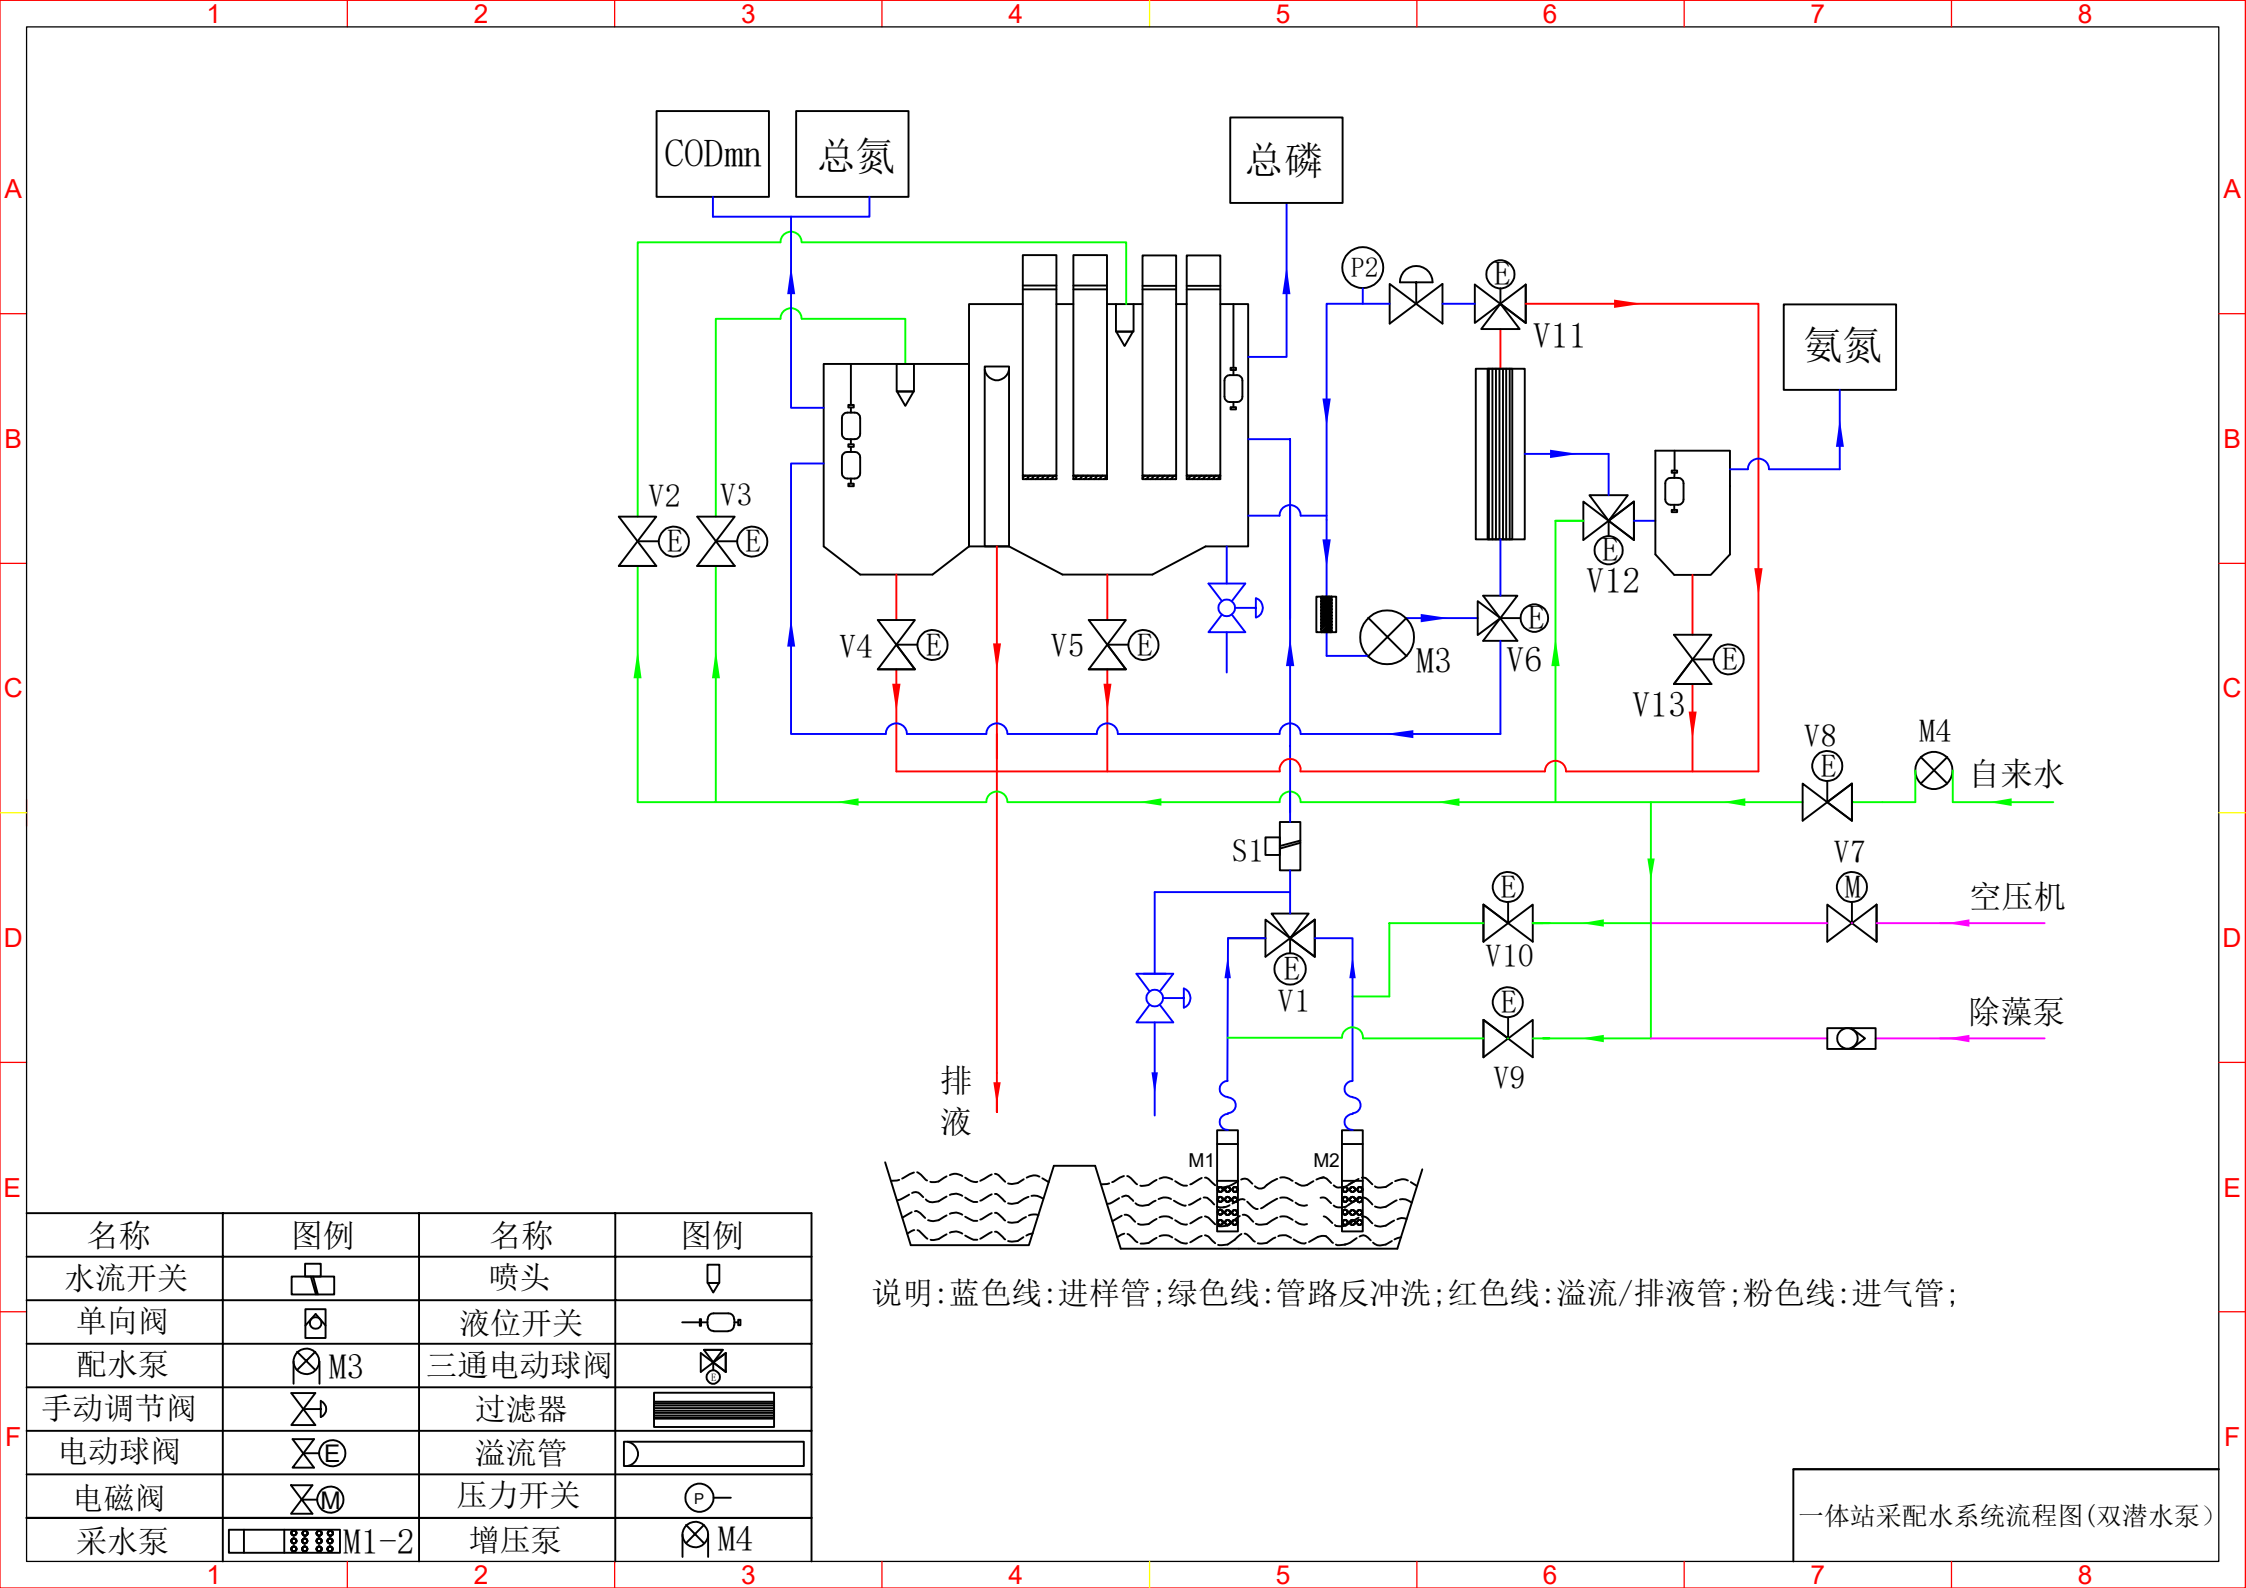 1 2 3 4 5 6 7 8
A A
B B
C C
D D
E E
F F
CODmn
总氮
总磷
P2
E
V11
氨氮
V2
E
V3
E
E
V12
V4
E
V5
E
M3
E
V6
E
V13
V8
E
M4
自来水
S1
V7
M
空压机
E
V10
E
V1
E
V9
除藻泵
排
液
M1
M2
说明:蓝色线:进样管;绿色线:管路反冲洗;红色线:溢流/排液管;粉色线:进气管;
名称 图例 名称 图例
水流开关 喷头
单向阀 液位开关
配水泵 M3 三通电动球阀 E
手动调节阀 过滤器
电动球阀 E 溢流管
电磁阀 M 压力开关 P
采水泵 M1-2 增压泵 M4
一体站采配水系统流程图(双潜水泵)
1 2 3 4 5 6 7 8